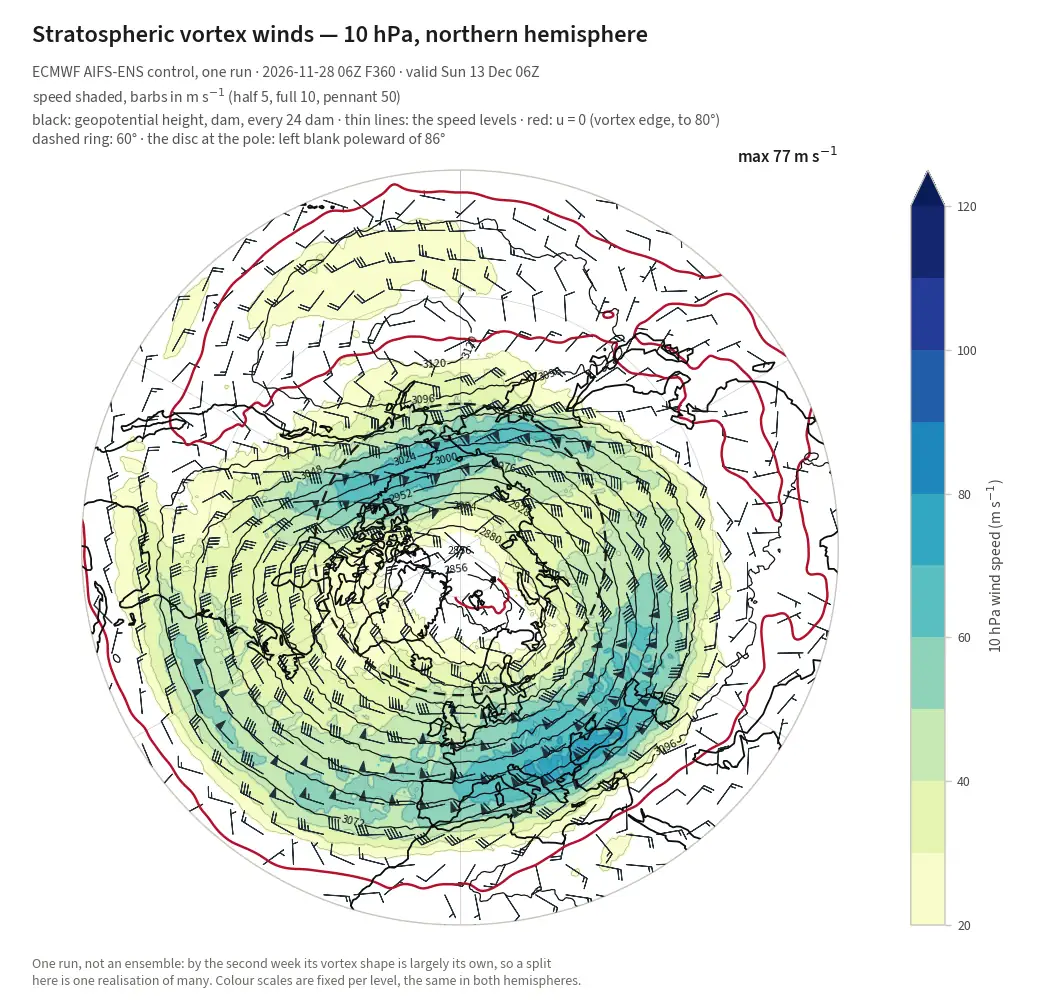 Stratospheric vortex winds — 10 hPa, northern hemisphere
ECMWF AIFS-ENS control, one run · 2026-11-28 06Z F360 · valid Sun 13 Dec 06Z
speed shaded, barbs in m s⁻¹ (half 5, full 10, pennant 50)
black: geopotential height, dam, every 24 dam · thin lines: the speed levels · red: u = 0 (vortex edge, to 80°)
dashed ring: 60° · the disc at the pole: left blank poleward of 86°
max 77 m s⁻¹
120
100
80
60
40
20
10 hPa wind speed (m s⁻¹)
3120
3120
3096
3024
3000
2952
2880
2856
2856
3096
3072
One run, not an ensemble: by the second week its vortex shape is largely its own, so a split
here is one realisation of many. Colour scales are fixed per level, the same in both hemispheres.